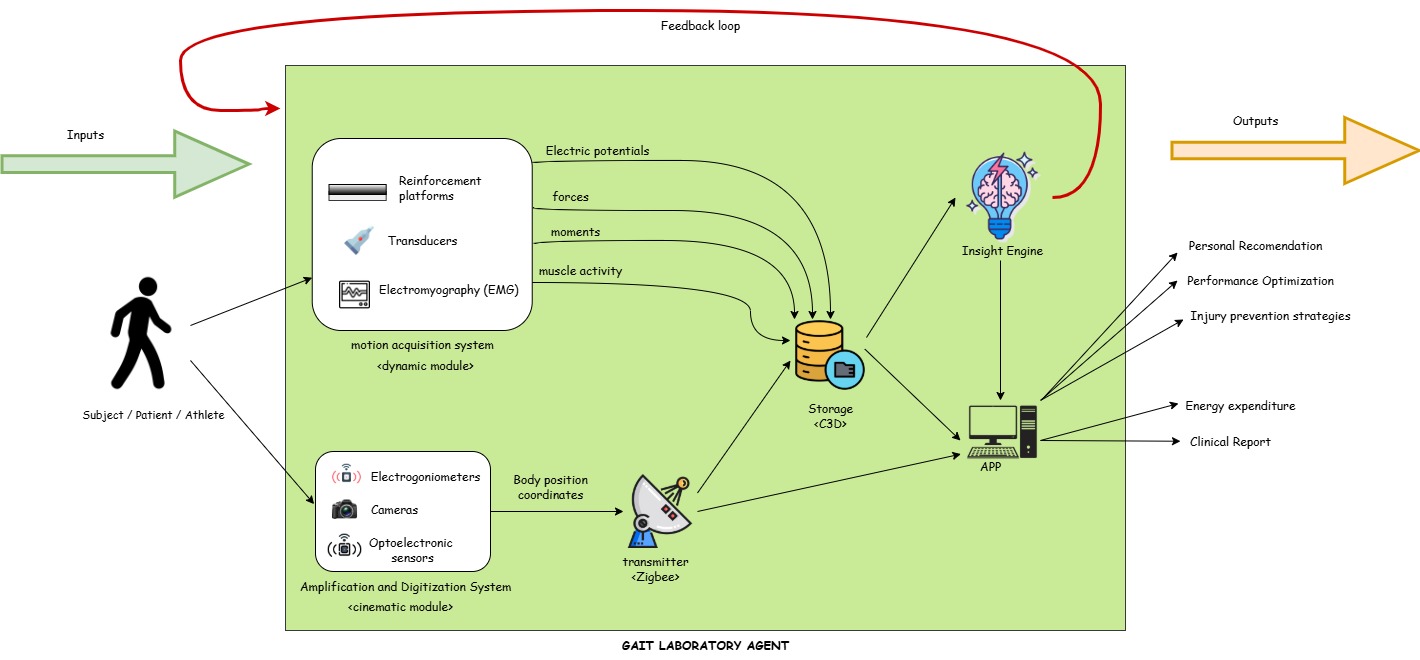 Feedback loop
Inputs
Outputs
Electric potentials
Reinforcement
platforms
forces
Transducers
moments
muscle activity
Electromyography (EMG)
motion acquisition system
<dynamic module>
Insight Engine
Personal Recomendation
Performance Optimization
Injury prevention strategies
Subject / Patient / Athlete
Storage
<C3D>
Energy expenditure
Clinical Report
APP
Electrogoniometers
Cameras
Optoelectronic
sensors
Body position
coordinates
transmitter
<Zigbee>
Amplification and Digitization System
<cinematic module>
GAIT LABORATORY AGENT